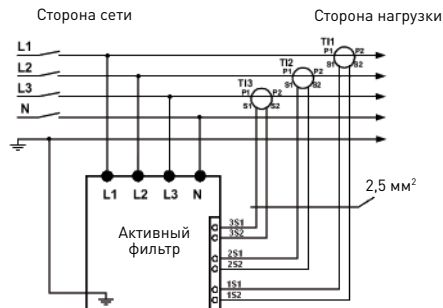 Сторона сети
Сторона нагрузки
L1
TI1
P1 P2
S1 S2
L2
TI2
P1 P2
S1 S2
L3
TI3
P1 P2
S1 S2
N
L1 L2 L3 N
2,5 мм²
Активный
фильтр
3S1
3S2
2S1
2S2
1S1
1S2